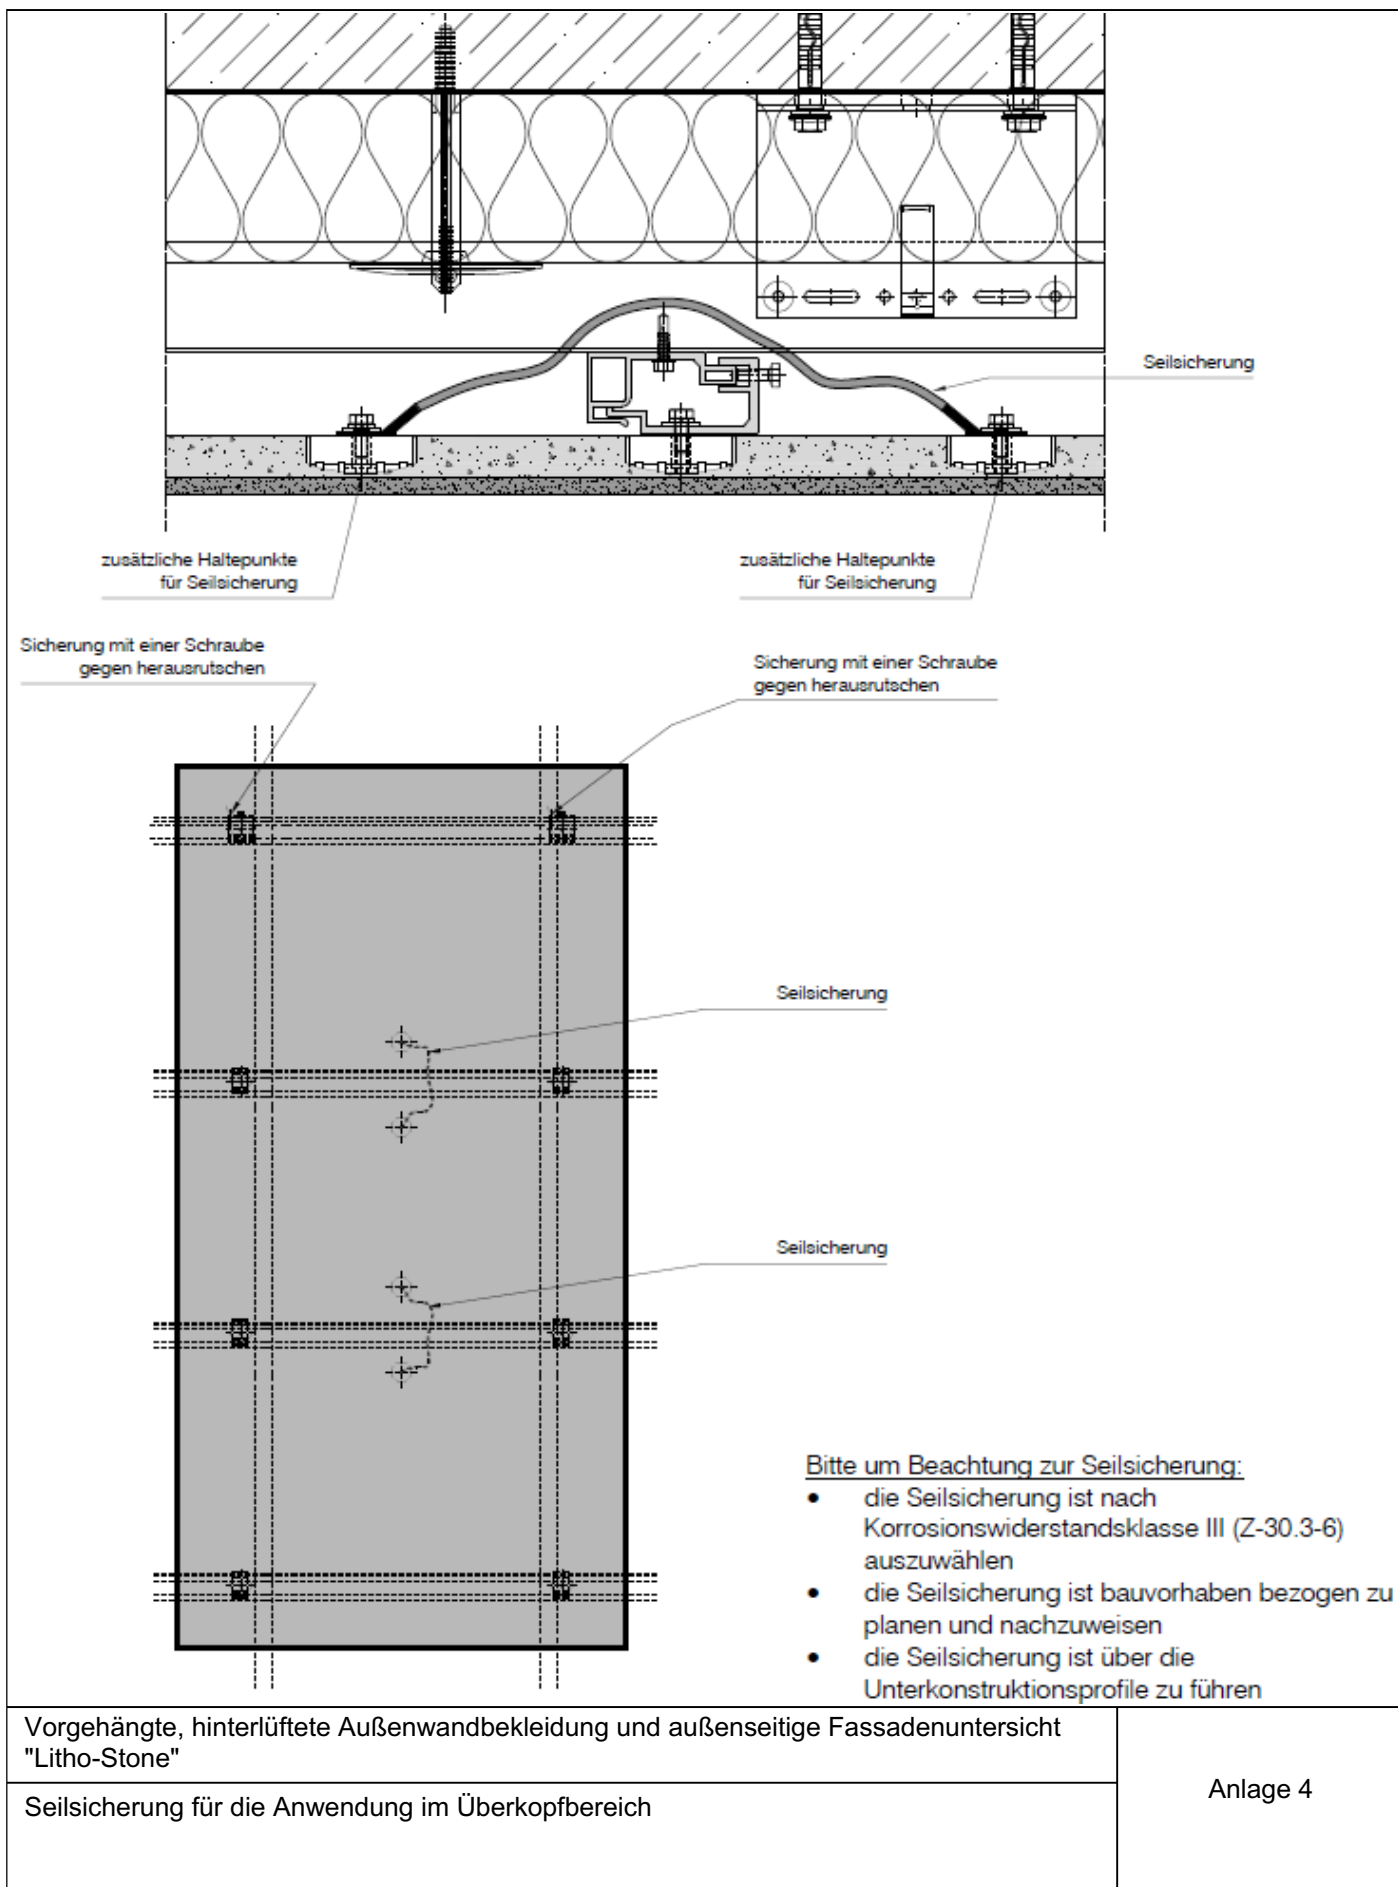 Seilsicherung
zusätzliche Haltepunkte
für Seilsicherung
zusätzliche Haltepunkte
für Seilsicherung
Sicherung mit einer Schraube
gegen herausrutschen
Sicherung mit einer Schraube
gegen herausrutschen
Seilsicherung
Seilsicherung
Bitte um Beachtung zur Seilsicherung:
• die Seilsicherung ist nach
Korrosionswiderstandsklasse III (Z-30.3-6)
auszuwählen
• die Seilsicherung ist bauvorhaben bezogen zu
planen und nachzuweisen
• die Seilsicherung ist über die
Unterkonstruktionsprofile zu führen
Vorgehängte, hinterlüftete Außenwandbekleidung und außenseitige Fassadenuntersicht
"Litho-Stone"
Seilsicherung für die Anwendung im Überkopfbereich
Anlage 4